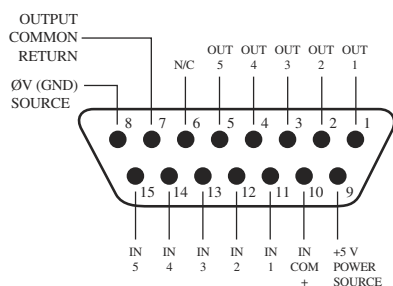 OUTPUT
COMMON
RETURN
ØV (GND)
SOURCE
N/C
OUT
5
OUT
4
OUT
3
OUT
2
OUT
1
8 7 6 5 4 3 2 1
15 14 13 12 11 10 9
IN
5
IN
4
IN
3
IN
2
IN
1
IN
COM
+
+5 V
POWER
SOURCE